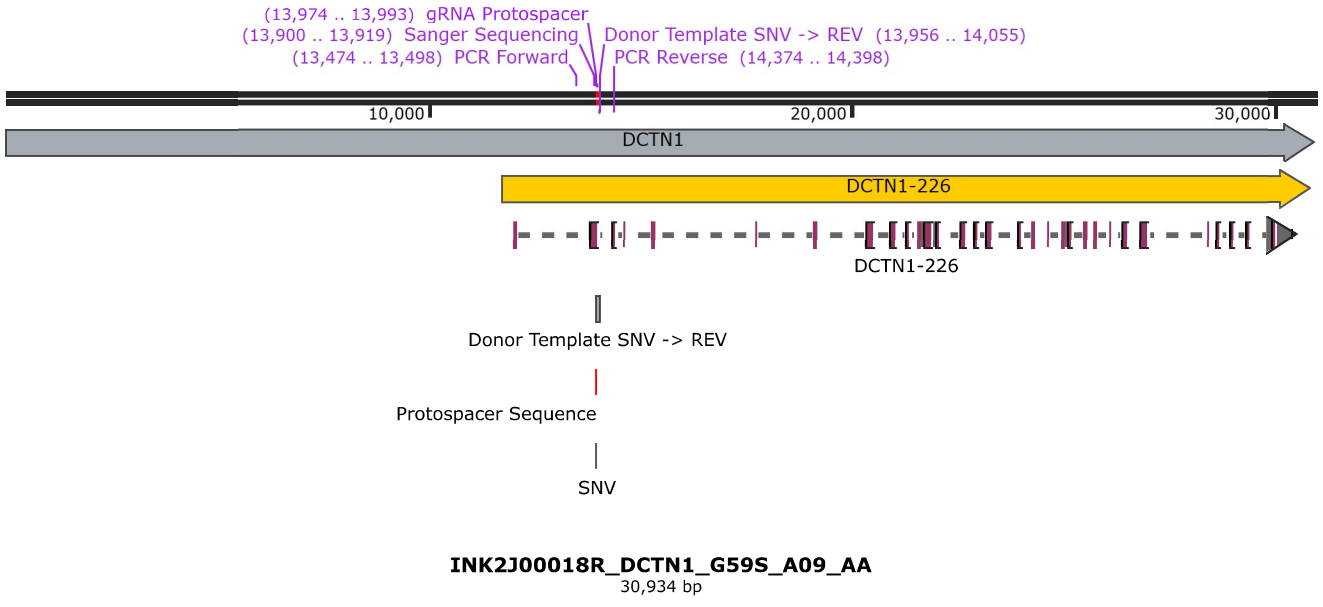 (13,974 .. 13,993) gRNA Protospacer
(13,900 .. 13,919) Sanger Sequencing
Donor Template SNV -> REV (13,956 .. 14,055)
(13,474 .. 13,498) PCR Forward
PCR Reverse (14,374 .. 14,398)
10,000
20,000
30,000
DCTN1
DCTN1-226
DCTN1-226
Donor Template SNV -> REV
Protospacer Sequence
SNV
INK2J00018R_DCTN1_G59S_A09_AA
30,934 bp